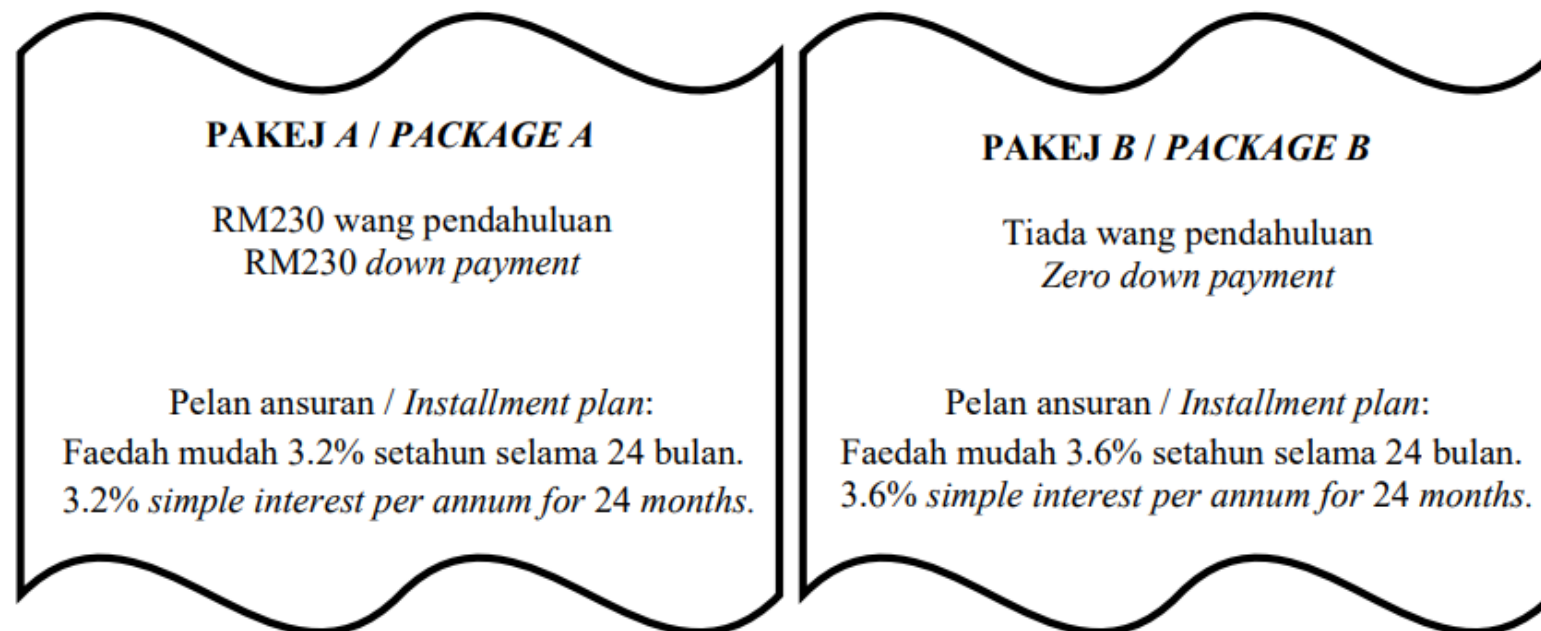 PAKEJ A / PACKAGE A
RM230 wang pendahuluan
RM230 down payment
Pelan ansuran / Installment plan:
Faedah mudah 3.2% setahun selama 24 bulan.
3.2% simple interest per annum for 24 months.
PAKEJ B / PACKAGE B
Tiada wang pendahuluan
Zero down payment
Pelan ansuran / Installment plan:
Faedah mudah 3.6% setahun selama 24 bulan.
3.6% simple interest per annum for 24 months.